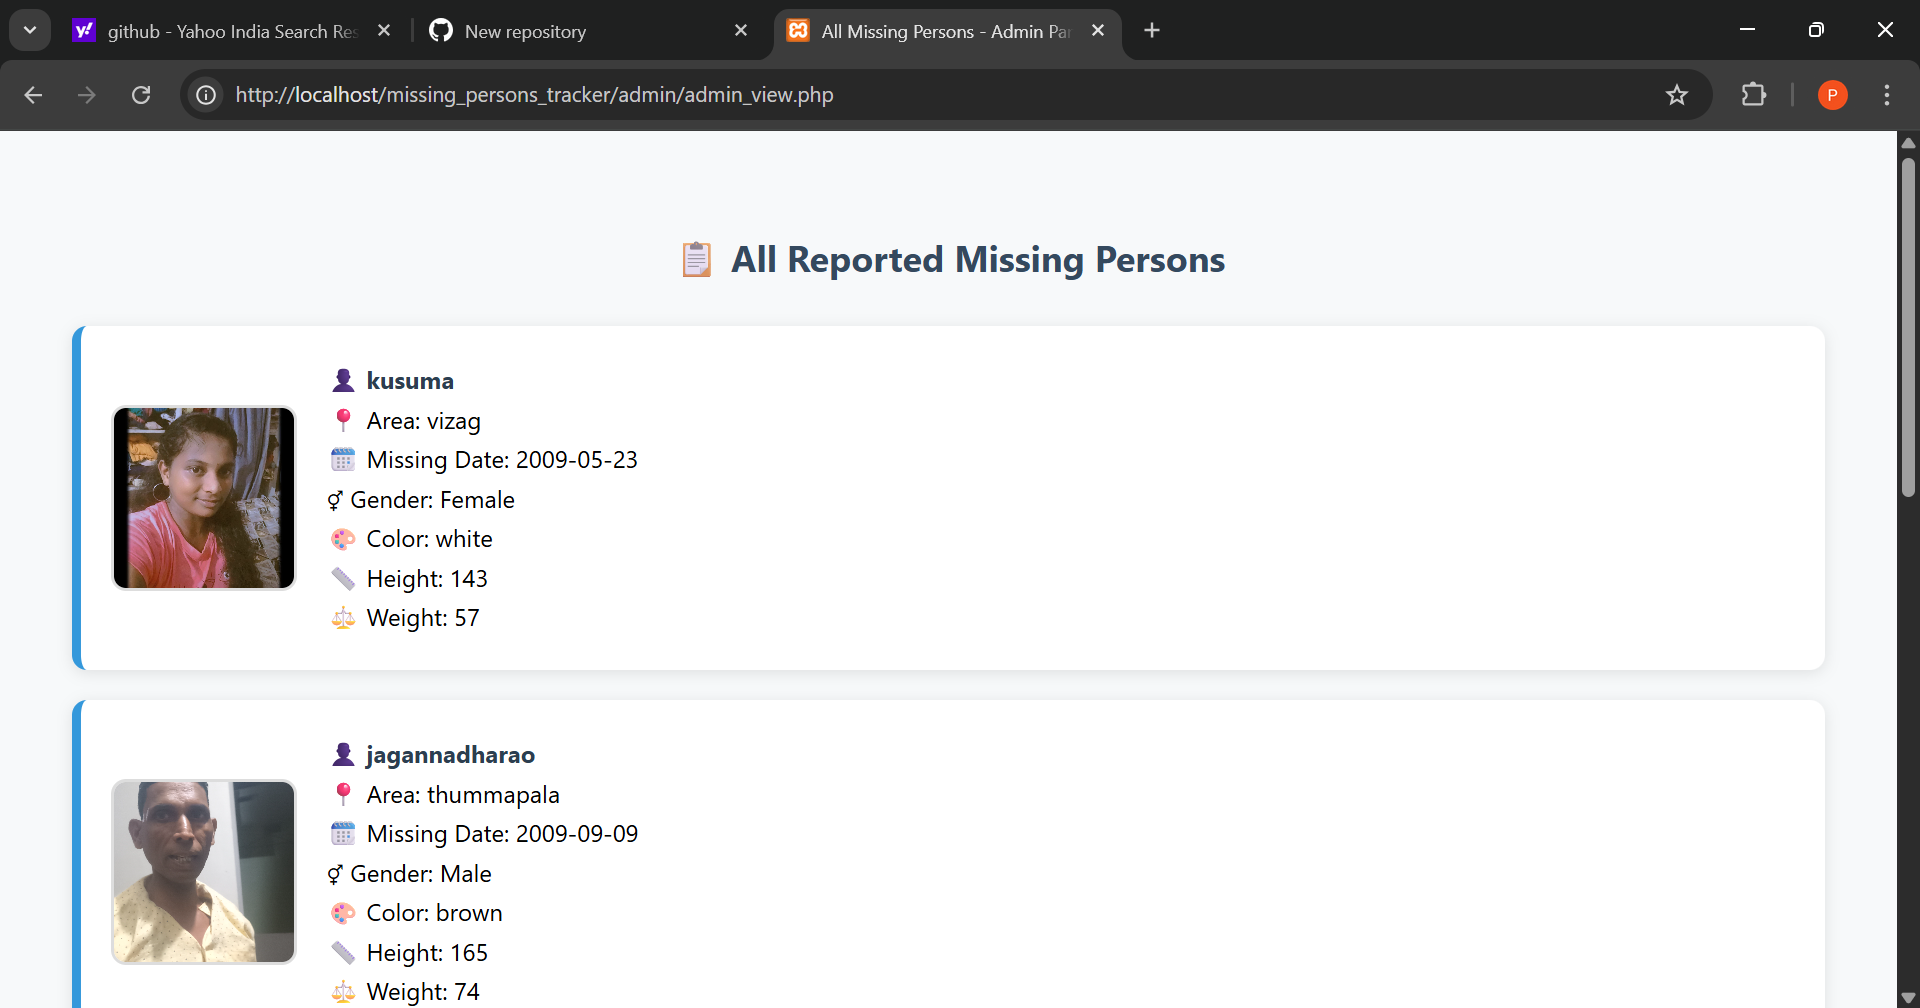 github - Yahoo India Search Res
New repository
All Missing Persons - Admin Par
http://localhost/missing_persons_tracker/admin/admin_view.php
P
All Reported Missing Persons
kusuma
Area: vizag
Missing Date: 2009-05-23
Gender: Female
Color: white
Height: 143
Weight: 57
jagannadharao
Area: thummapala
Missing Date: 2009-09-09
Gender: Male
Color: brown
Height: 165
Weight: 74